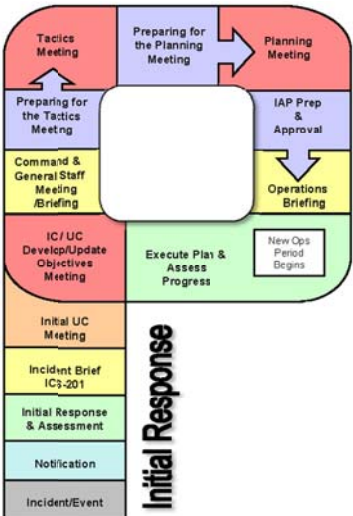 Tactics
Meeting
Preparing for
the Planning
Meeting
Planning
Meeting
Preparing for
the Tactics
Meeting
IAP Prep
&
Approval
Command &
General Staff
Meeting
/Briefing
Operations
Briefing
IC / UC
Develop/Update
Objectives
Meeting
Execute Plan &
Assess
Progress
New Ops
Period
Begins
Initial UC
Meeting
Incident Brief
ICS-201
Initial Response
& Assessment
Notification
Incident/Event
Initial Response